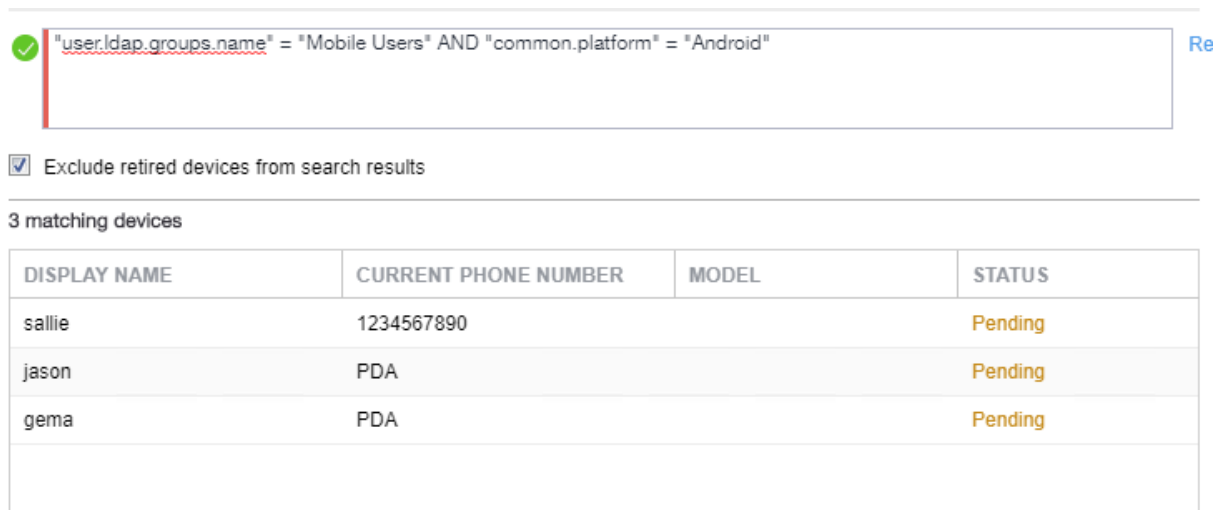 "user.ldap.groups.name" = "Mobile Users" AND "common.platform" = "Android"
Re
Exclude retired devices from search results
3 matching devices
DISPLAY NAME CURRENT PHONE NUMBER MODEL STATUS
sallie 1234567890 Pending
jason PDA Pending
gema PDA Pending